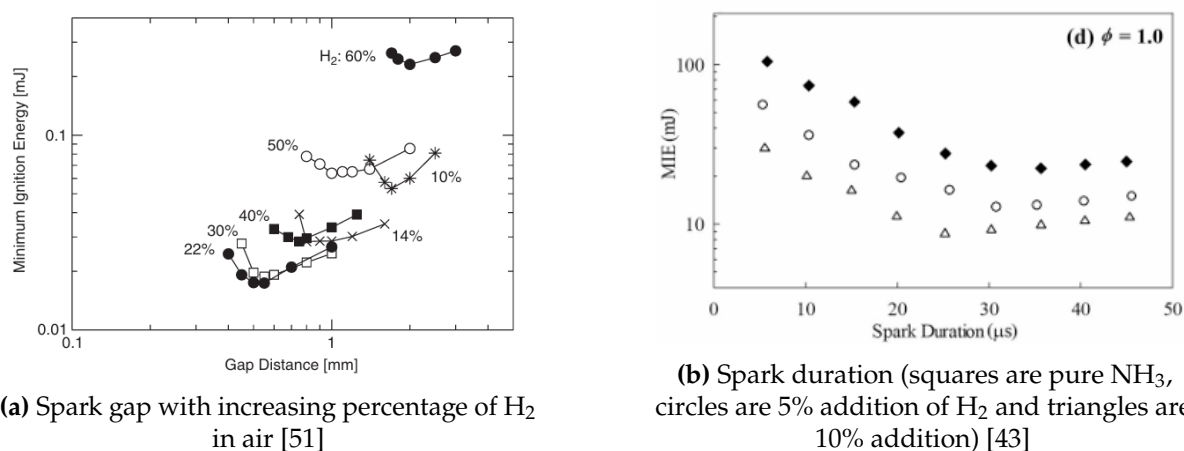 Minimum Ignition Energy [mJ]
0.1
0.01
0.1
1
Gap Distance [mm]
H₂: 60%
50%
10%
40%
30%
22%
14%
(a) Spark gap with increasing percentage of H₂
in air [51]
(d) ϕ = 1.0
MIE (mJ)
100
10
0
10
20
30
40
50
Spark Duration (μs)
(b) Spark duration (squares are pure NH₃,
circles are 5% addition of H₂ and triangles are
10% addition) [43]